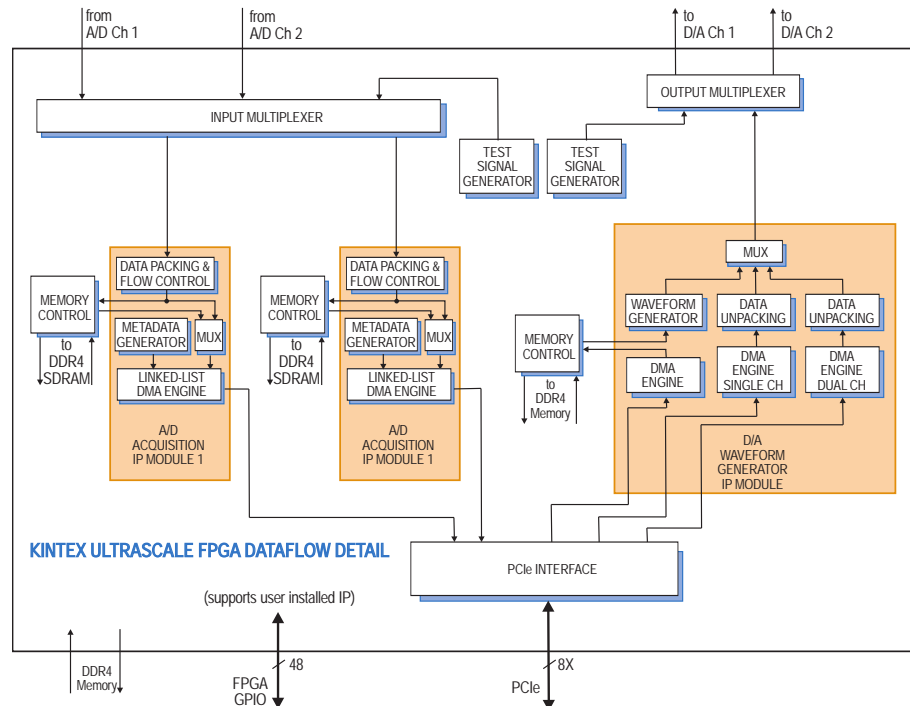 from
A/D Ch 1
from
A/D Ch 2
to
D/A Ch 1
to
D/A Ch 2
INPUT MULTIPLEXER
OUTPUT MULTIPLEXER
TEST
SIGNAL
GENERATOR
TEST
SIGNAL
GENERATOR
DATA PACKING &
FLOW CONTROL
MEMORY
CONTROL
METADATA
GENERATOR
MUX
to
DDR4
SDRAM
LINKED-LIST
DMA ENGINE
A/D
ACQUISITION
IP MODULE 1
DATA PACKING &
FLOW CONTROL
MEMORY
CONTROL
METADATA
GENERATOR
MUX
to
DDR4
SDRAM
LINKED-LIST
DMA ENGINE
A/D
ACQUISITION
IP MODULE 1
MUX
WAVEFORM
GENERATOR
DATA
UNPACKING
DATA
UNPACKING
MEMORY
CONTROL
to
DDR4
Memory
DMA
ENGINE
DMA
ENGINE
SINGLE CH
DMA
ENGINE
DUAL CH
D/A
WAVEFORM
GENERATOR
IP MODULE
KINTEX ULTRASCALE FPGA DATAFLOW DETAIL
PCIe INTERFACE
(supports user installed IP)
DDR4
Memory
48
FPGA
GPIO
8X
PCIe